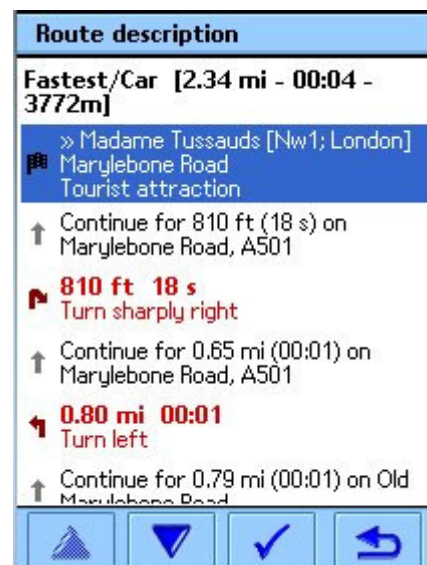 Route description
Fastest/Car [2.34 mi - 00:04 -
3772m]
» Madame Tussauds [Nw1; London]
Marylebone Road
Tourist attraction
Continue for 810 ft (18 s) on
Marylebone Road, A501
810 ft 18 s
Turn sharply right
Continue for 0.65 mi (00:01) on
Marylebone Road, A501
0.80 mi 00:01
Turn left
Continue for 0.79 mi (00:01) on Old
Marylebone Road